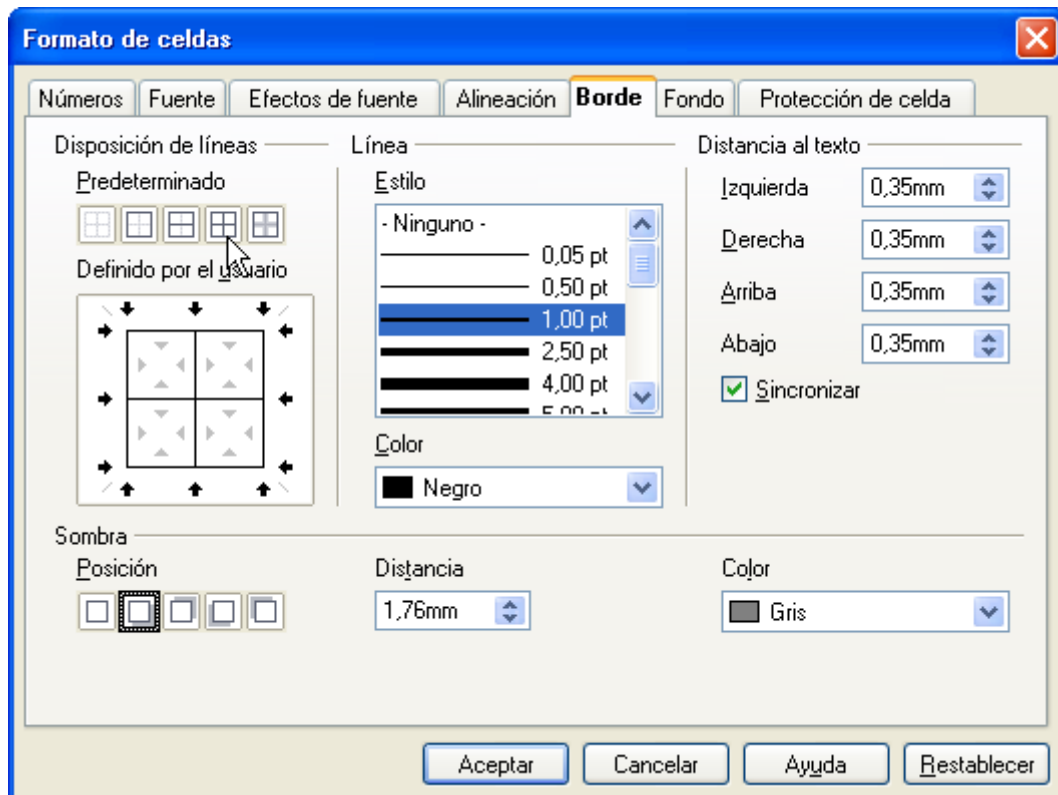 Formato de celdas
Números Fuente Efectos de fuente Alineación Borde Fondo Protección de celda
Disposición de líneas
Predeterminado
Definido por el usuario
Línea
Estilo
- Ninguno -
0,05 pt
0,50 pt
1,00 pt
2,50 pt
4,00 pt
5,00 pt
Color
Negro
Distancia al texto
Izquierda 0,35mm
Derecha 0,35mm
Arriba 0,35mm
Abajo 0,35mm
Sincronizar
Sombra
Posición
Distancia
1,76mm
Color
Gris
Aceptar Cancelar Ayuda Restablecer